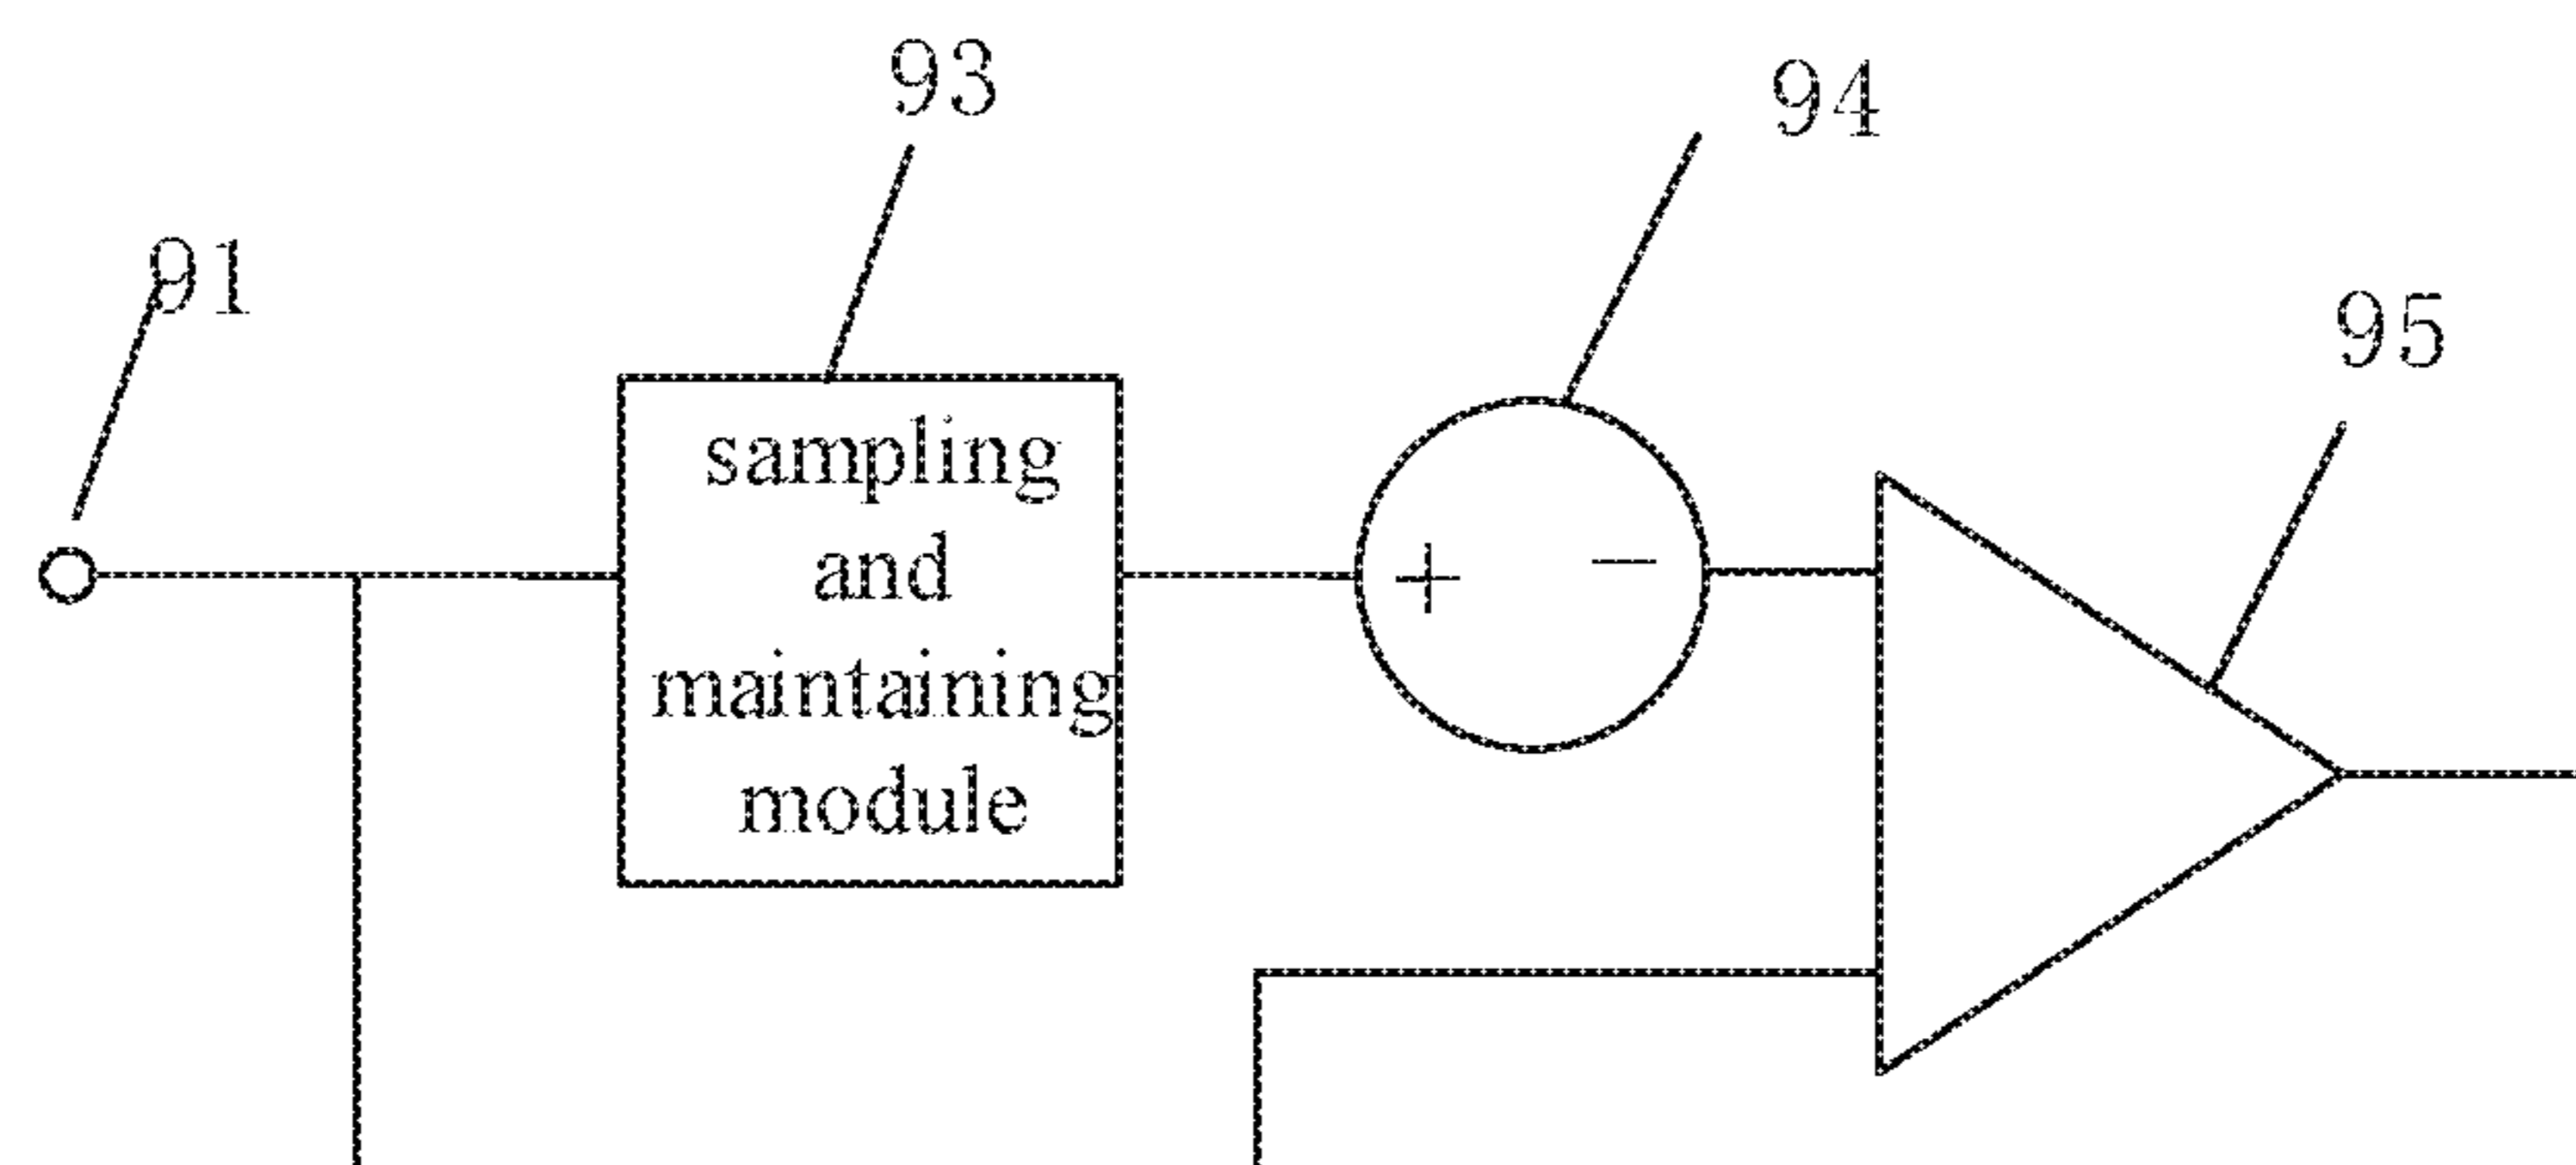 93
94
91
95
sampling
and
maintaining
module
+ −